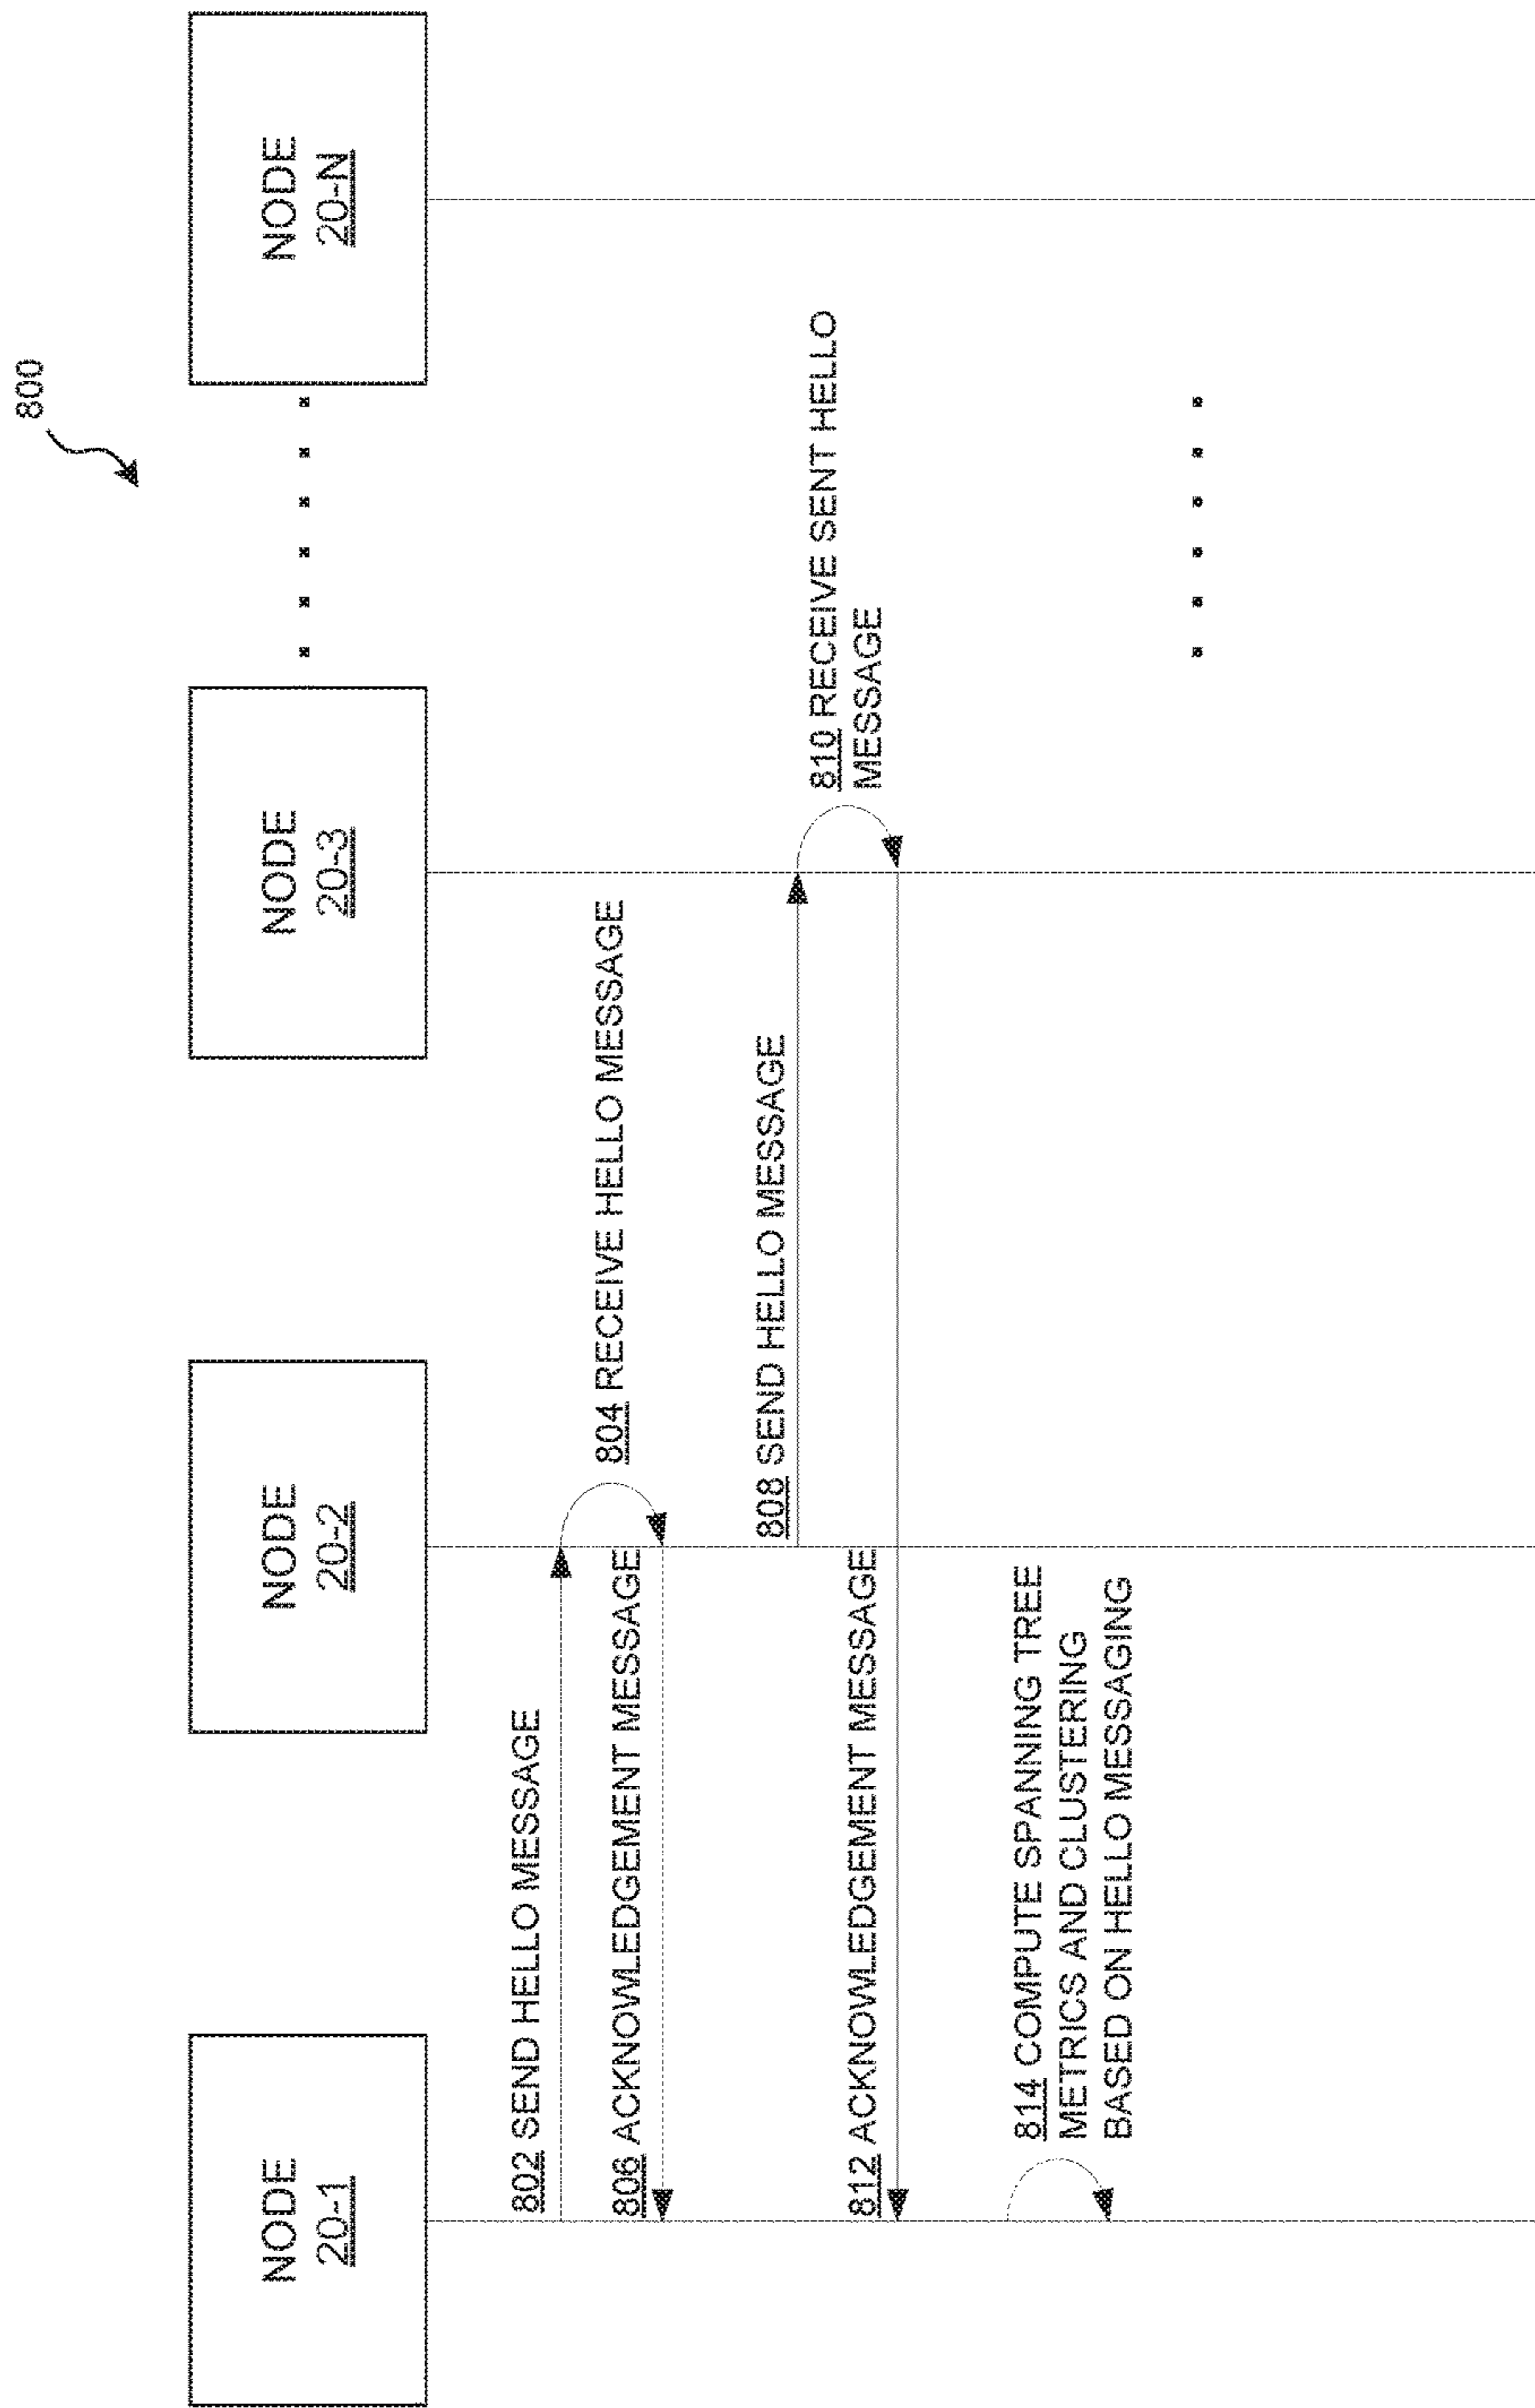 800
NODE
20-1
NODE
20-2
NODE
20-3
NODE
20-N
802 SEND HELLO MESSAGE
804 RECEIVE HELLO MESSAGE
806 ACKNOWLEDGEMENT MESSAGE
808 SEND HELLO MESSAGE
810 RECEIVE SENT HELLO
MESSAGE
812 ACKNOWLEDGEMENT MESSAGE
814 COMPUTE SPANNING TREE
METRICS AND CLUSTERING
BASED ON HELLO MESSAGING